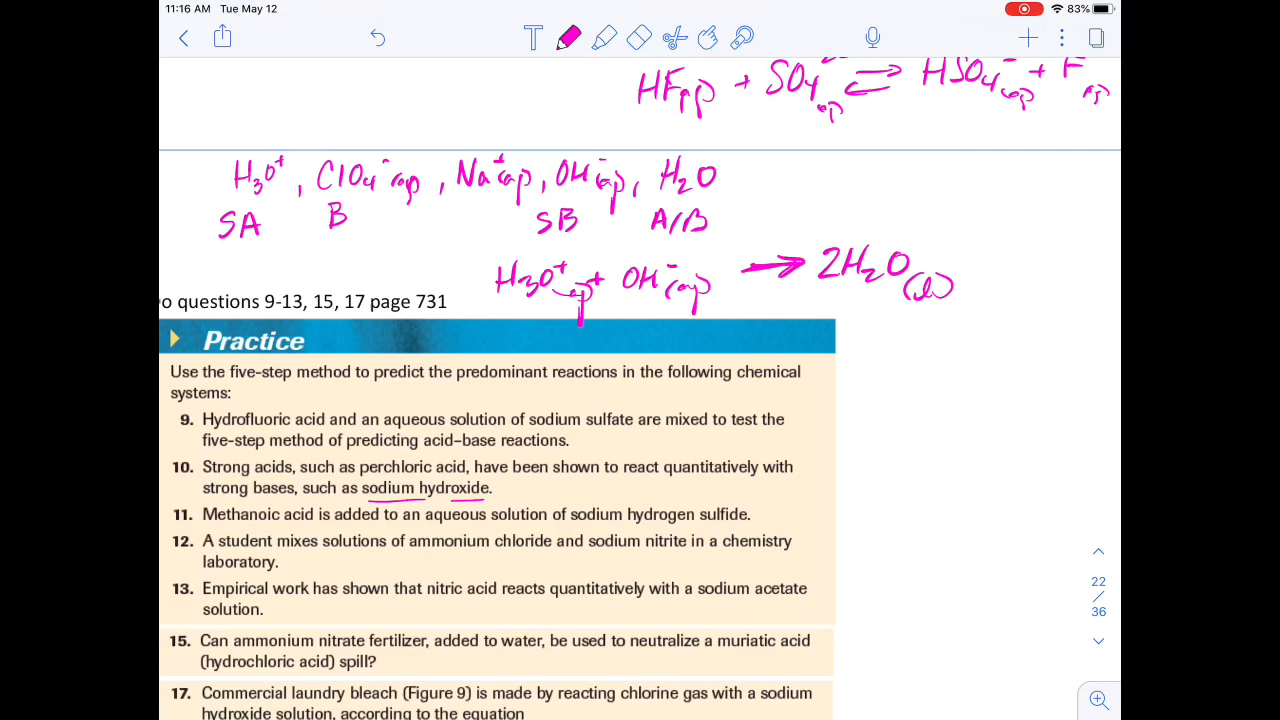 11:16 AM Tue May 12
83%
HF(aq) + SO4 2- (aq) ⇌ HSO4 - (aq) + F (aq)
H3O+, ClO4 - (aq), Na+(aq), OH-(aq), H2O
SA B SB A/B
H3O+(aq) + OH-(aq) → 2H2O(l)
o questions 9-13, 15, 17 page 731
Practice
Use the five-step method to predict the predominant reactions in the following chemical
systems:
9. Hydrofluoric acid and an aqueous solution of sodium sulfate are mixed to test the
five-step method of predicting acid–base reactions.
10. Strong acids, such as perchloric acid, have been shown to react quantitatively with
strong bases, such as sodium hydroxide.
11. Methanoic acid is added to an aqueous solution of sodium hydrogen sulfide.
12. A student mixes solutions of ammonium chloride and sodium nitrite in a chemistry
laboratory.
13. Empirical work has shown that nitric acid reacts quantitatively with a sodium acetate
solution.
15. Can ammonium nitrate fertilizer, added to water, be used to neutralize a muriatic acid
(hydrochloric acid) spill?
17. Commercial laundry bleach (Figure 9) is made by reacting chlorine gas with a sodium
hydroxide solution, according to the equation
22
/
36